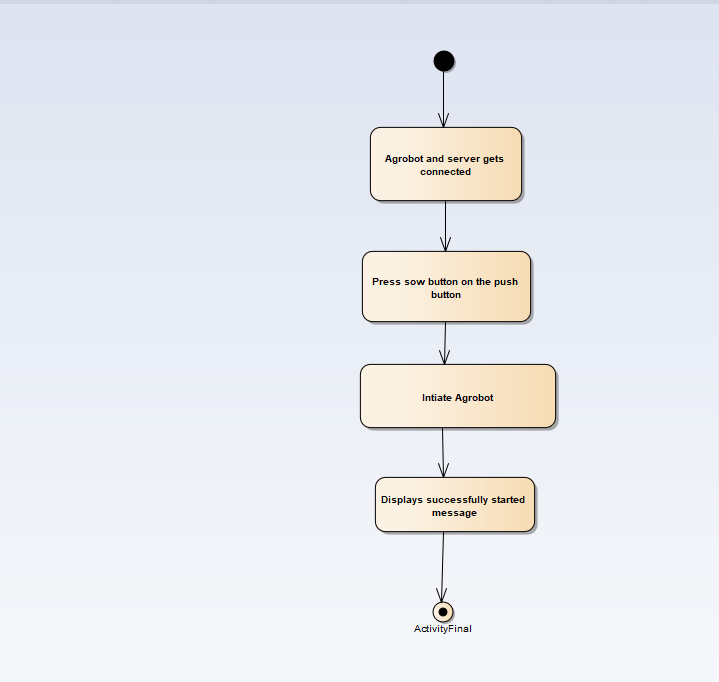 Agrobot and server gets
connected
Press sow button on the push
button
Intiate Agrobot
Displays successfully started
message
ActivityFinal